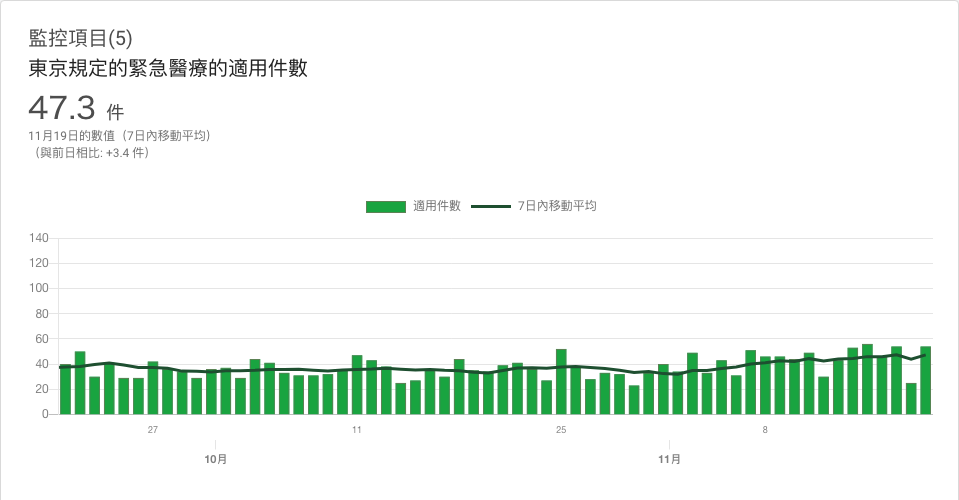 監控項目(5)
東京規定的緊急醫療的適用件數
47.3 件
11月19日的數值（7日內移動平均）
（與前日相比: +3.4 件）
適用件數 7日內移動平均
140
120
100
80
60
40
20
0
27 11 25 8
10月 11月